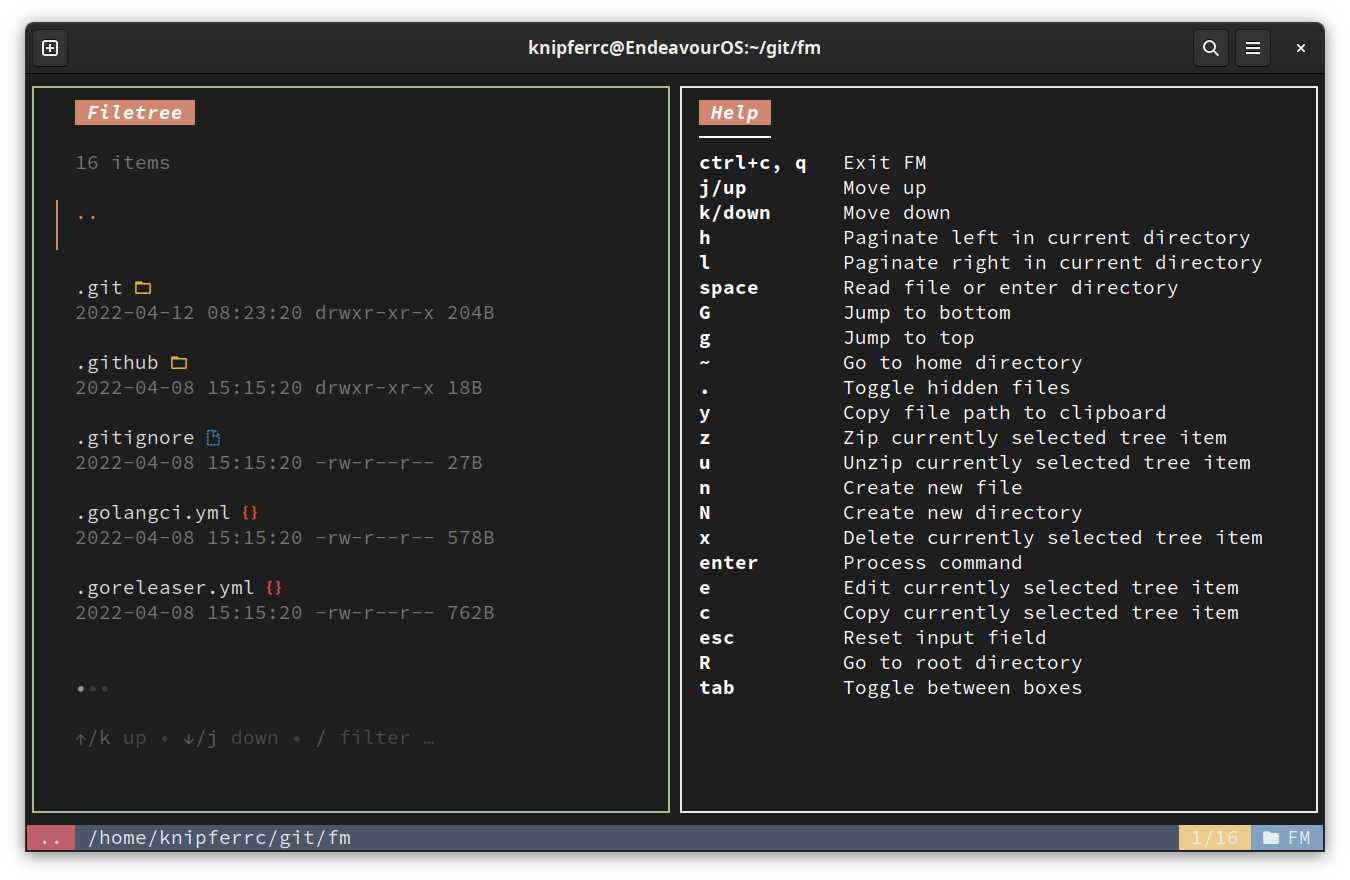 knipferrc@EndeavourOS:~/git/fm
Filetree
16 items
..
.git
2022-04-12 08:23:20 drwxr-xr-x 204B
.github
2022-04-08 15:15:20 drwxr-xr-x 18B
.gitignore
2022-04-08 15:15:20 -rw-r--r-- 27B
.golangci.yml {}
2022-04-08 15:15:20 -rw-r--r-- 578B
.goreleaser.yml {}
2022-04-08 15:15:20 -rw-r--r-- 762B
•••
↑/k up • ↓/j down • / filter …
Help
ctrl+c, q Exit FM
j/up Move up
k/down Move down
h Paginate left in current directory
l Paginate right in current directory
space Read file or enter directory
G Jump to bottom
g Jump to top
~ Go to home directory
. Toggle hidden files
y Copy file path to clipboard
z Zip currently selected tree item
u Unzip currently selected tree item
n Create new file
N Create new directory
x Delete currently selected tree item
enter Process command
e Edit currently selected tree item
c Copy currently selected tree item
esc Reset input field
R Go to root directory
tab Toggle between boxes
.. /home/knipferrc/git/fm 1/16 FM